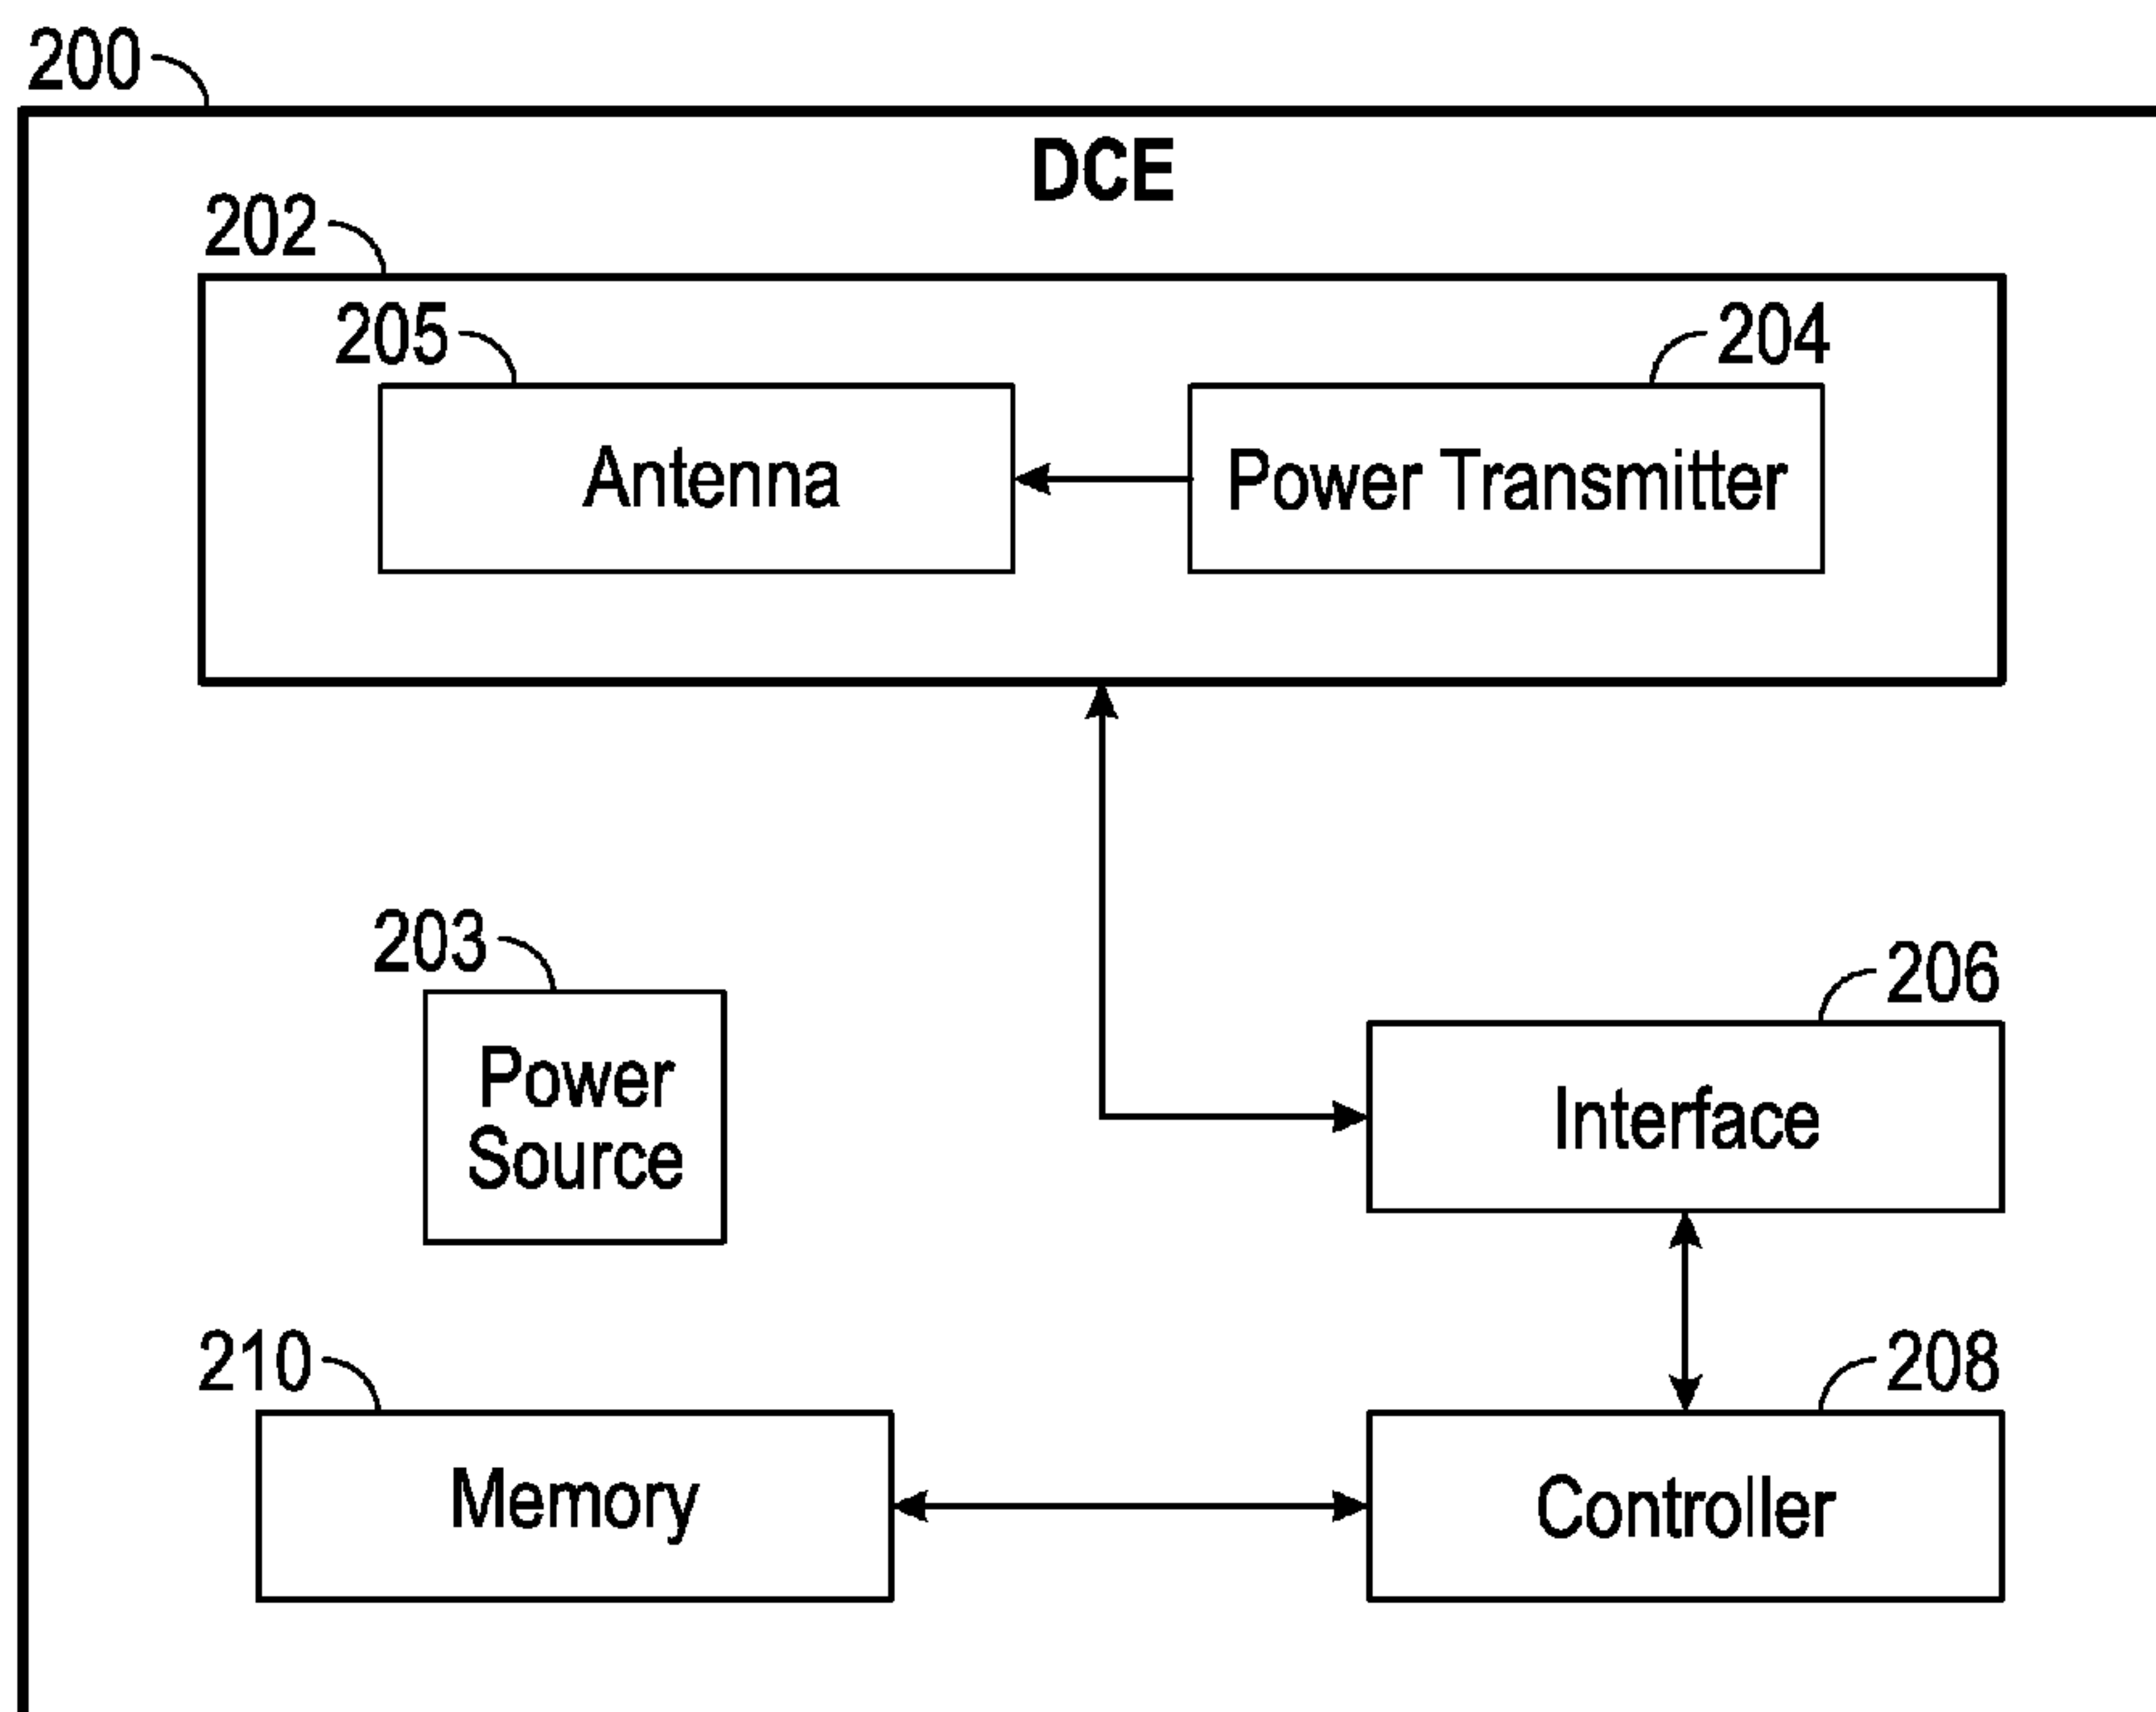 200
DCE
202
205
204
Antenna
Power Transmitter
203
Power
Source
206
Interface
210
Memory
208
Controller